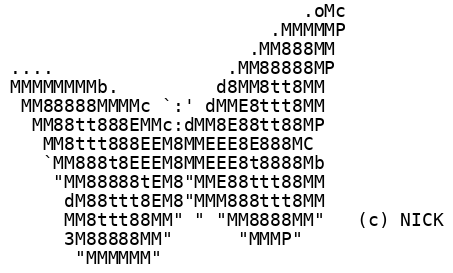 .oMc
                        .MMMMMP
                      .MM888MM
....                .MM88888MP
MMMMMMMMb.         d8MM8tt8MM
 MM88888MMMMc `:' dMME8ttt8MM
  MM88tt888EMMc:dMM8E88tt88MP
   MM8ttt888EEM8MMEEE8E888MC
   `MM888t8EEEM8MMEEE8t8888Mb
    "MM88888tEM8"MME88ttt88MM
     dM88ttt8EM8"MMM888ttt8MM
     MM8ttt88MM" " "MM8888MM"   (c) NICK
     3M88888MM"      "MMMP"
      "MMMMMM"